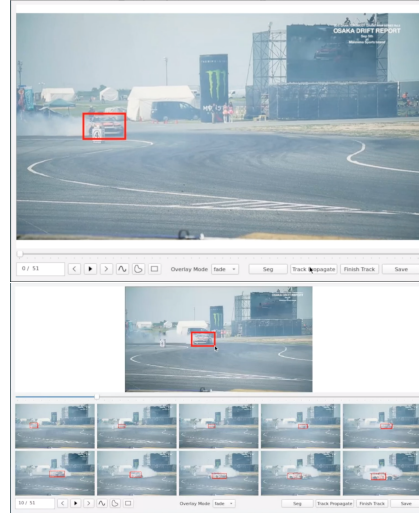 OSAKA DRIFT REPORT
0 / 51
Overlay Mode
fade
Seg
Track Propagate
Finish Track
Save
10 / 51
Overlay Mode
fade
Seg
Track Propagate
Finish Track
Save